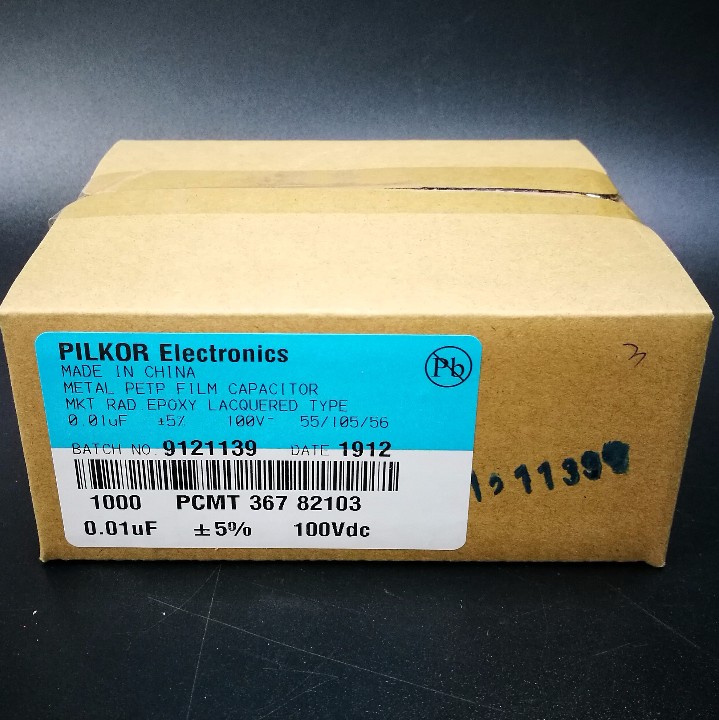 PILKOR Electronics
Pb
MADE IN CHINA
METAL PETP FILM CAPACITOR
MKT RAD EPOXY LACQUERED TYPE
0.01uF ±5% 100V⁻ 55/105/56
BATCH NO. 9121139 DATE 1912
1000 PCMT 367 82103
0.01uF ±5% 100Vdc
3